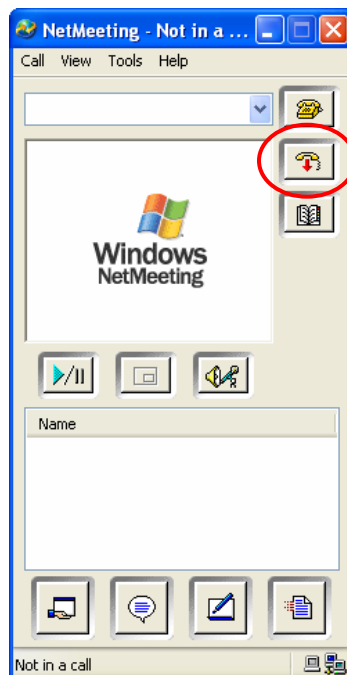 NetMeeting - Not in a ...
Call View Tools Help
Windows
NetMeeting
Name
Not in a call